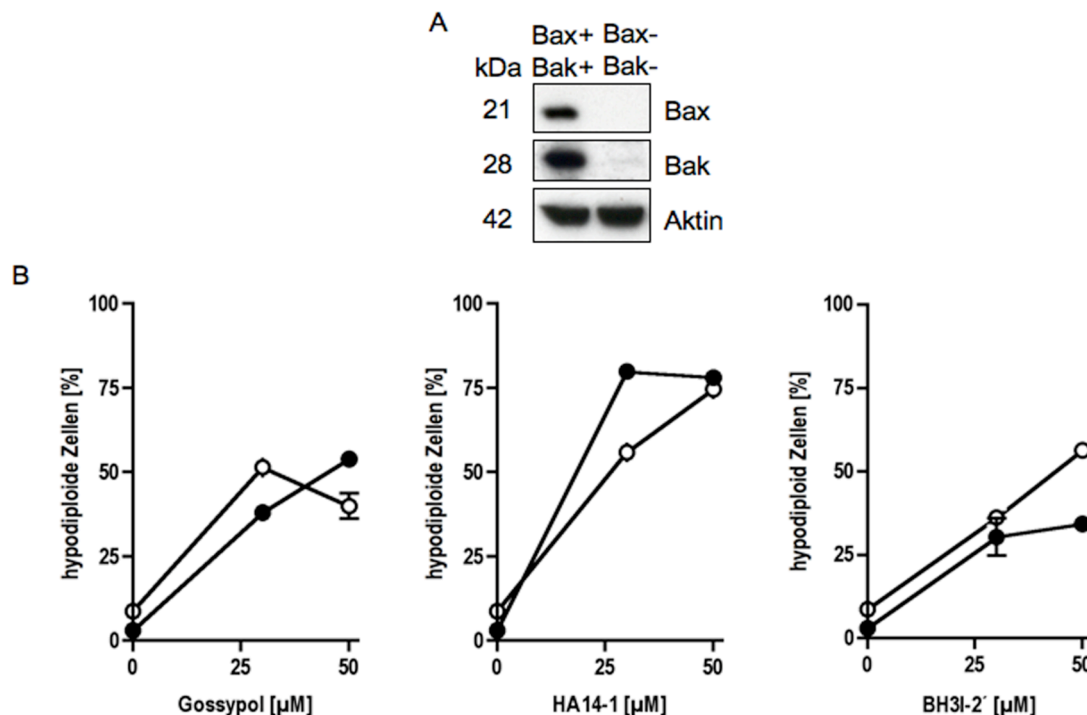 A
Bax+ Bax-
kDa Bak+ Bak-
21 Bax
28 Bak
42 Aktin
B
100
75
50
25
0
hypodiploide Zellen [%]
0 25 50
Gossypol [µM]
100
75
50
25
0
hypodiploide Zellen [%]
0 25 50
HA14-1 [µM]
100
75
50
25
0
hypodiploid Zellen [%]
0 25 50
BH3I-2´ [µM]